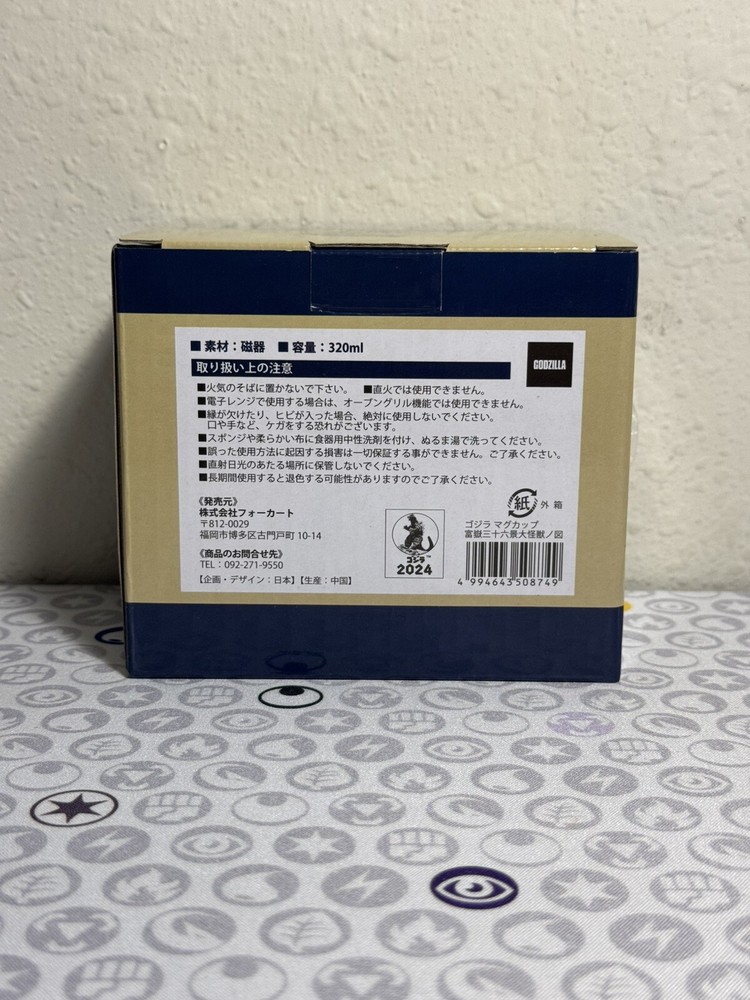 ■素材：磁器　■容量：320ml
取り扱い上の注意
GODZILLA
■火気のそばに置かないで下さい。　■直火では使用できません。
■電子レンジで使用する場合は、オーブングリル機能では使用できません。
■縁が欠けたり、ヒビが入った場合、絶対に使用しないでください。
口や手など、ケガをする恐れがございます。
■スポンジや柔らかい布に食器用中性洗剤を付け、ぬるま湯で洗ってください。
■誤った使用方法に起因する損害は一切保証する事ができません。ご了承ください。
■直射日光のあたる場所に保管しないでください。
■長期間使用すると退色する可能性がありますのでご了承ください。
《発売元》
株式会社フォーカート
〒812-0029
福岡市博多区古門戸町 10-14
《商品のお問合せ先》
TEL：092-271-9550
【企画・デザイン：日本】【生産：中国】
ゴジラ™
2024
紙 外箱
ゴジラ マグカップ
富嶽三十六景大怪獣ノ図
4 994643 508749